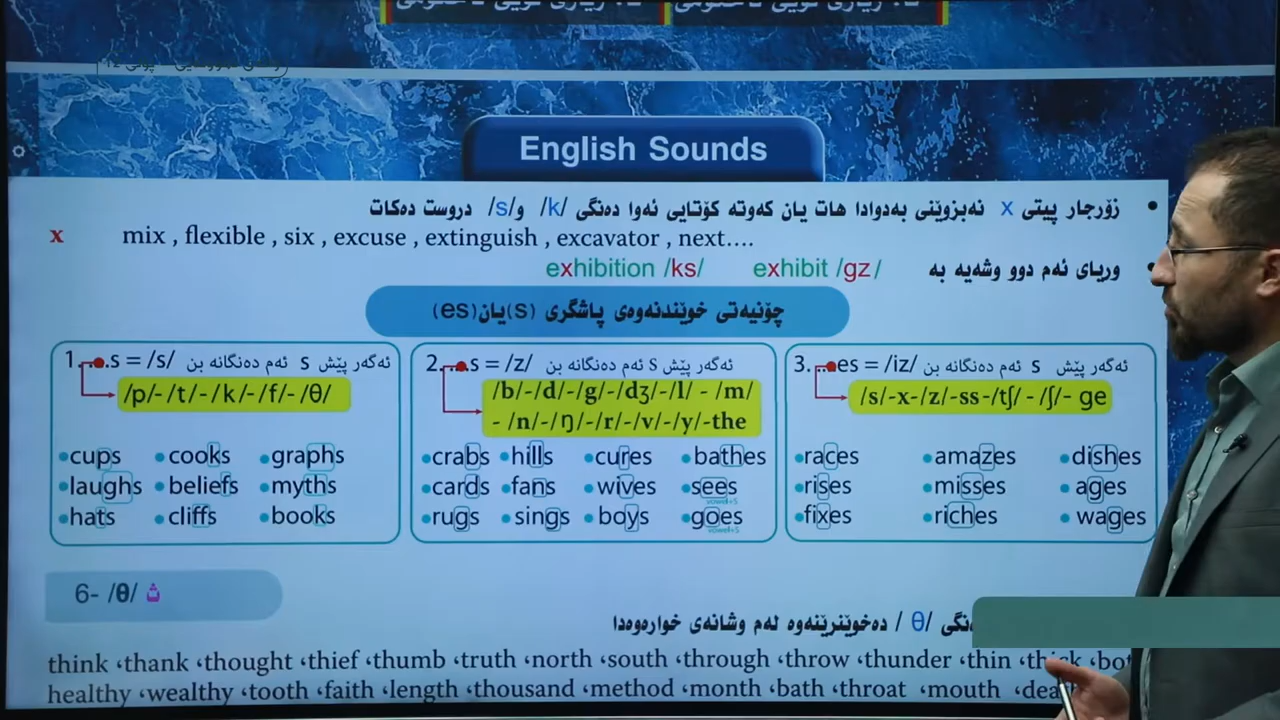 English Sounds
• زۆرجار پیتی x نەبزوێنی بەدوادا هات یان کەوتە کۆتایی ئەوا دەنگی /k/ و/s/ دروست دەکات
x mix , flexible , six , excuse , extinguish , excavator , next....
• وریای ئەم دوو وشەیە بە exhibit /gz/ exhibition /ks/
چۆنیەتی خوێندنەوەی پاشگری (s)یان(es)
1. .s = /s/ ئەگەر پێش s ئەم دەنگانە بن
/p/-/t/-/k/-/f/-/θ/
•cups •cooks •graphs
•laughs •beliefs •myths
•hats •cliffs •books
2. .s = /z/ ئەگەر پێش s ئەم دەنگانە بن
/b/-/d/-/g/-/dʒ/-/l/ - /m/
- /n/-/ŋ/-/r/-/v/-/y/-the
•crabs •hills •cures •bathes
•cards •fans •wives •sees
vowel+s
•rugs •sings •boys •goes
vowel+s
3. es = /iz/ ئەگەر پێش s ئەم دەنگانە بن
/s/-x-/z/-ss-/tʃ/ - /ʃ/- ge
•races •amazes •dishes
•rises •misses •ages
•fixes •riches •wages
6- /θ/ ث
/θ/ دەخوێنرێنەوە لەم وشانەی خوارەوەدا
think ،thank ،thought ،thief ،thumb ،truth ،north ،south ،through ،throw ،thunder ،thin ،thick
healthy ،wealthy ،tooth ،faith ،length ،thousand ،method ،month ،bath ،throat ،mouth